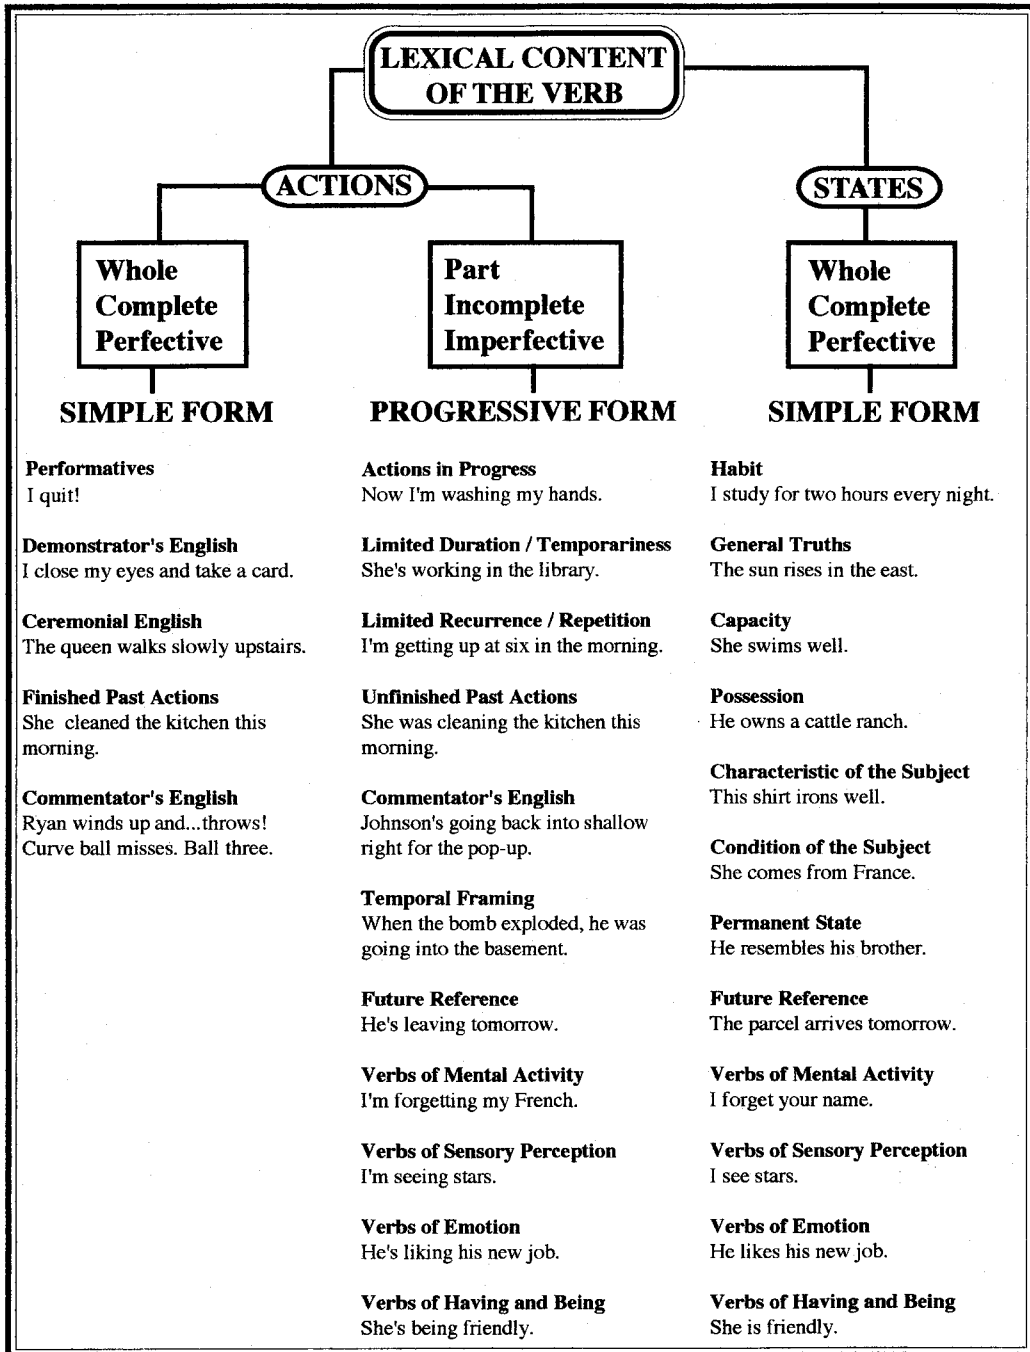 LEXICAL CONTENT
OF THE VERB
ACTIONS
STATES
Whole
Complete
Perfective
Part
Incomplete
Imperfective
Whole
Complete
Perfective
SIMPLE FORM
PROGRESSIVE FORM
SIMPLE FORM
Performatives
I quit!
Demonstrator's English
I close my eyes and take a card.
Ceremonial English
The queen walks slowly upstairs.
Finished Past Actions
She cleaned the kitchen this
morning.
Commentator's English
Ryan winds up and...throws!
Curve ball misses. Ball three.
Actions in Progress
Now I'm washing my hands.
Limited Duration / Temporariness
She's working in the library.
Limited Recurrence / Repetition
I'm getting up at six in the morning.
Unfinished Past Actions
She was cleaning the kitchen this
morning.
Commentator's English
Johnson's going back into shallow
right for the pop-up.
Temporal Framing
When the bomb exploded, he was
going into the basement.
Future Reference
He's leaving tomorrow.
Verbs of Mental Activity
I'm forgetting my French.
Verbs of Sensory Perception
I'm seeing stars.
Verbs of Emotion
He's liking his new job.
Verbs of Having and Being
She's being friendly.
Habit
I study for two hours every night.
General Truths
The sun rises in the east.
Capacity
She swims well.
Possession
He owns a cattle ranch.
Characteristic of the Subject
This shirt irons well.
Condition of the Subject
She comes from France.
Permanent State
He resembles his brother.
Future Reference
The parcel arrives tomorrow.
Verbs of Mental Activity
I forget your name.
Verbs of Sensory Perception
I see stars.
Verbs of Emotion
He likes his new job.
Verbs of Having and Being
She is friendly.